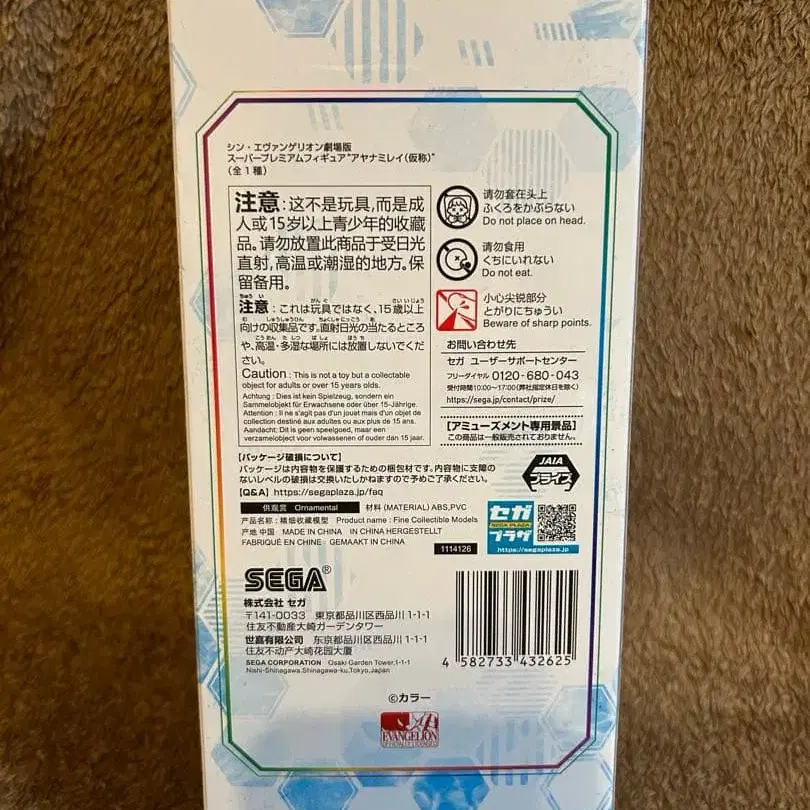 シン・エヴァンゲリオン劇場版
スーパープレミアムフィギュア"アヤナミレイ(仮称)"
(全1種)
注意:这不是玩具,而是成
人或15岁以上青少年的收藏
品。请勿放置此商品于受日光
直射,高温或潮湿的地方。保
留备用。
注意:これは玩具ではなく、15歳以上
向けの収集品です。直射日光の当たるところ
や、高温・多湿な場所には放置しないでくだ
さい。
Caution : This is not a toy but a collectable
object for adults or over 15 years olds.
Achtung : Dies ist kein Spielzeug, sondern ein
Sammelobjekt für Erwachsene oder über 15-Jährige.
Attention : Il ne s'agit pas d'un jouet mais d'un objet de
collection destiné aux adultes ou aux plus de 15 ans.
Aandacht: Dit is geen speelgoed, maar een
verzamelobject voor volwassenen of ouder dan 15 jaar.
请勿套在头上
ふくろをかぶらない
Do not place on head.
请勿食用
くちにいれない
Do not eat.
小心尖锐部分
とがりにちゅうい
Beware of sharp points.
お問い合わせ先
セガ ユーザーサポートセンター
フリーダイヤル 0120-680-043
受付時間10:00〜17:00(弊社指定休日を除く)
https://sega.jp/contact/prize/
【アミューズメント専用景品】
この商品は一般販売されておりません。
【パッケージ破損について】
パッケージは内容物を保護するための梱包材です。内容物に支障の
ないレベルの破損は交換いたしかねますので予めご了承ください。
【Q&A】https://segaplaza.jp/faq
JAIA
プライズ
供观赏 Ornamental 材料 (MATERIAL) ABS,PVC
产品名称:精细收藏模型 Product name : Fine Collectible Models
产地 中国 MADE IN CHINA IN CHINA HERGESTELLT
FABRIQUÉ EN CHINE GEMAAKT IN CHINA
1114126
セガ
SEGA PLAZA
プラザ
https://segaplaza.jp
SEGA®
株式会社 セガ
〒141-0033 東京都品川区西品川 1-1-1
住友不動産大崎ガーデンタワー
世嘉有限公司 东京都品川区西品川 1-1-1
住友不动产大崎花园大厦
SEGA CORPORATION Osaki Garden Tower,1-1-1
Nishi-Shinagawa,Shinagawa-ku,Tokyo,Japan
4 582733 432625
©カラー
EVANGELION